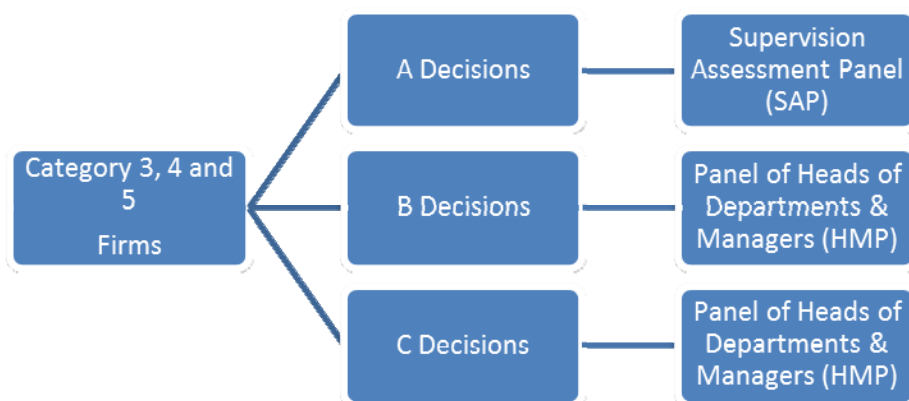 Category 3, 4 and
5
Firms
A Decisions
Supervision
Assessment Panel
(SAP)
B Decisions
Panel of Heads of
Departments &
Managers (HMP)
C Decisions
Panel of Heads of
Departments &
Managers (HMP)